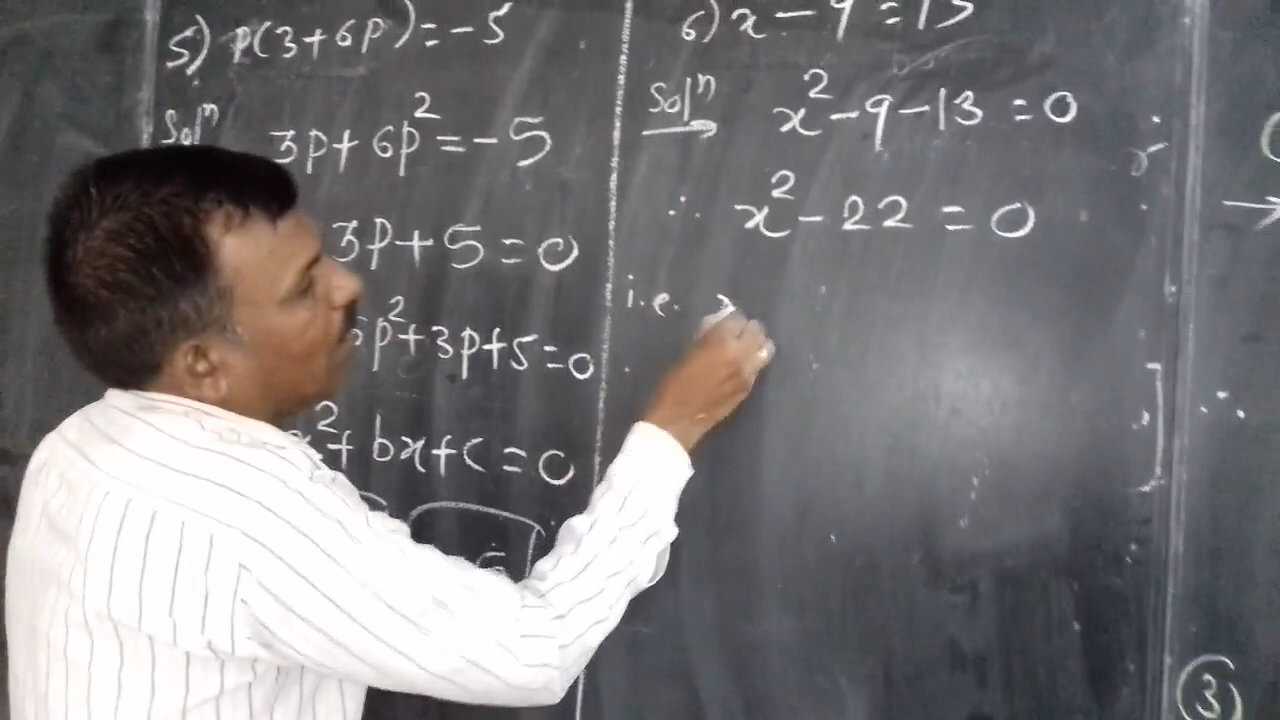 5) p(3+6p)=-5
Solⁿ
3p+6p²=-5
3p+5=0
6p²+3p+5=0
x²+bx+c=0
6) x-9=13
Solⁿ x²-9-13=0
∴ x²-22=0
i.e.
(3)